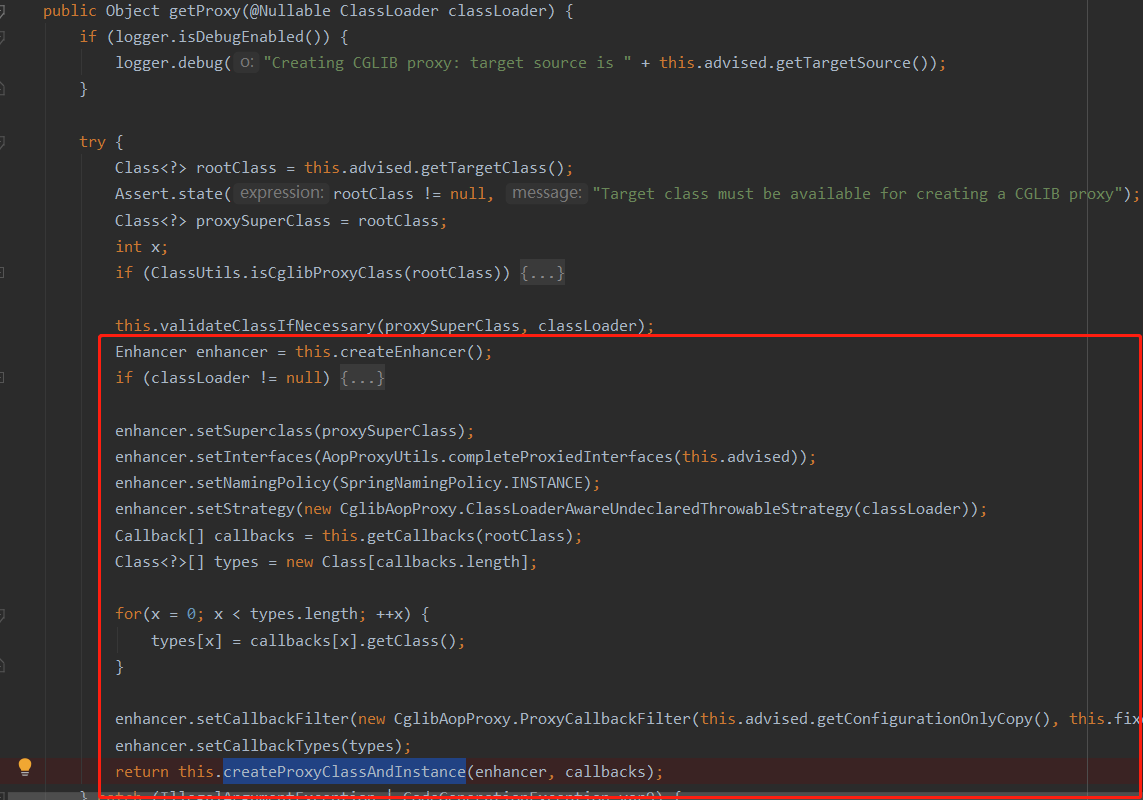 public Object getProxy(@Nullable ClassLoader classLoader) {
if (logger.isDebugEnabled()) {
logger.debug( o: "Creating CGLIB proxy: target source is " + this.advised.getTargetSource());
}
try {
Class<?> rootClass = this.advised.getTargetClass();
Assert.state( expression: rootClass != null, message: "Target class must be available for creating a CGLIB proxy");
Class<?> proxySuperClass = rootClass;
int x;
if (ClassUtils.isCglibProxyClass(rootClass)) {...}
this.validateClassIfNecessary(proxySuperClass, classLoader);
Enhancer enhancer = this.createEnhancer();
if (classLoader != null) {...}
enhancer.setSuperclass(proxySuperClass);
enhancer.setInterfaces(AopProxyUtils.completeProxiedInterfaces(this.advised));
enhancer.setNamingPolicy(SpringNamingPolicy.INSTANCE);
enhancer.setStrategy(new CglibAopProxy.ClassLoaderAwareUndeclaredThrowableStrategy(classLoader));
Callback[] callbacks = this.getCallbacks(rootClass);
Class<?>[] types = new Class[callbacks.length];
for(x = 0; x < types.length; ++x) {
types[x] = callbacks[x].getClass();
}
enhancer.setCallbackFilter(new CglibAopProxy.ProxyCallbackFilter(this.advised.getConfigurationOnlyCopy(), this.fixe
enhancer.setCallbackTypes(types);
return this.createProxyClassAndInstance(enhancer, callbacks);
} catch (IllegalArgumentException | CodeGenerationException var9) {